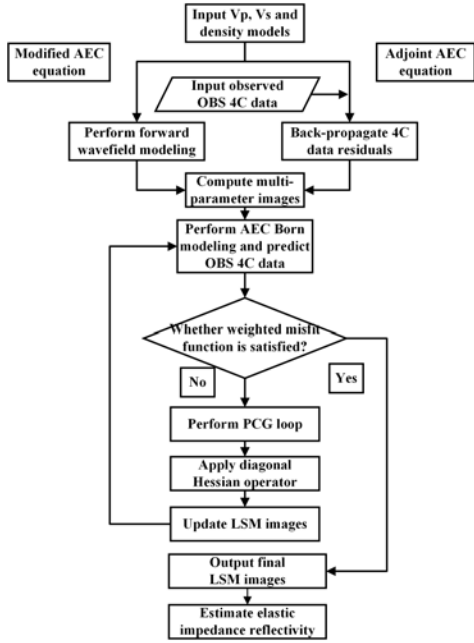 Input Vp, Vs and
density models
Modified AEC
equation
Adjoint AEC
equation
Input observed
OBS 4C data
Perform forward
wavefield modeling
Back-propagate 4C
data residuals
Compute multi-
parameter images
Perform AEC Born
modeling and predict
OBS 4C data
Whether weighted misfit
function is satisfied?
No
Yes
Perform PCG loop
Apply diagonal
Hessian operator
Update LSM images
Output final
LSM images
Estimate elastic
impedance reflectivity